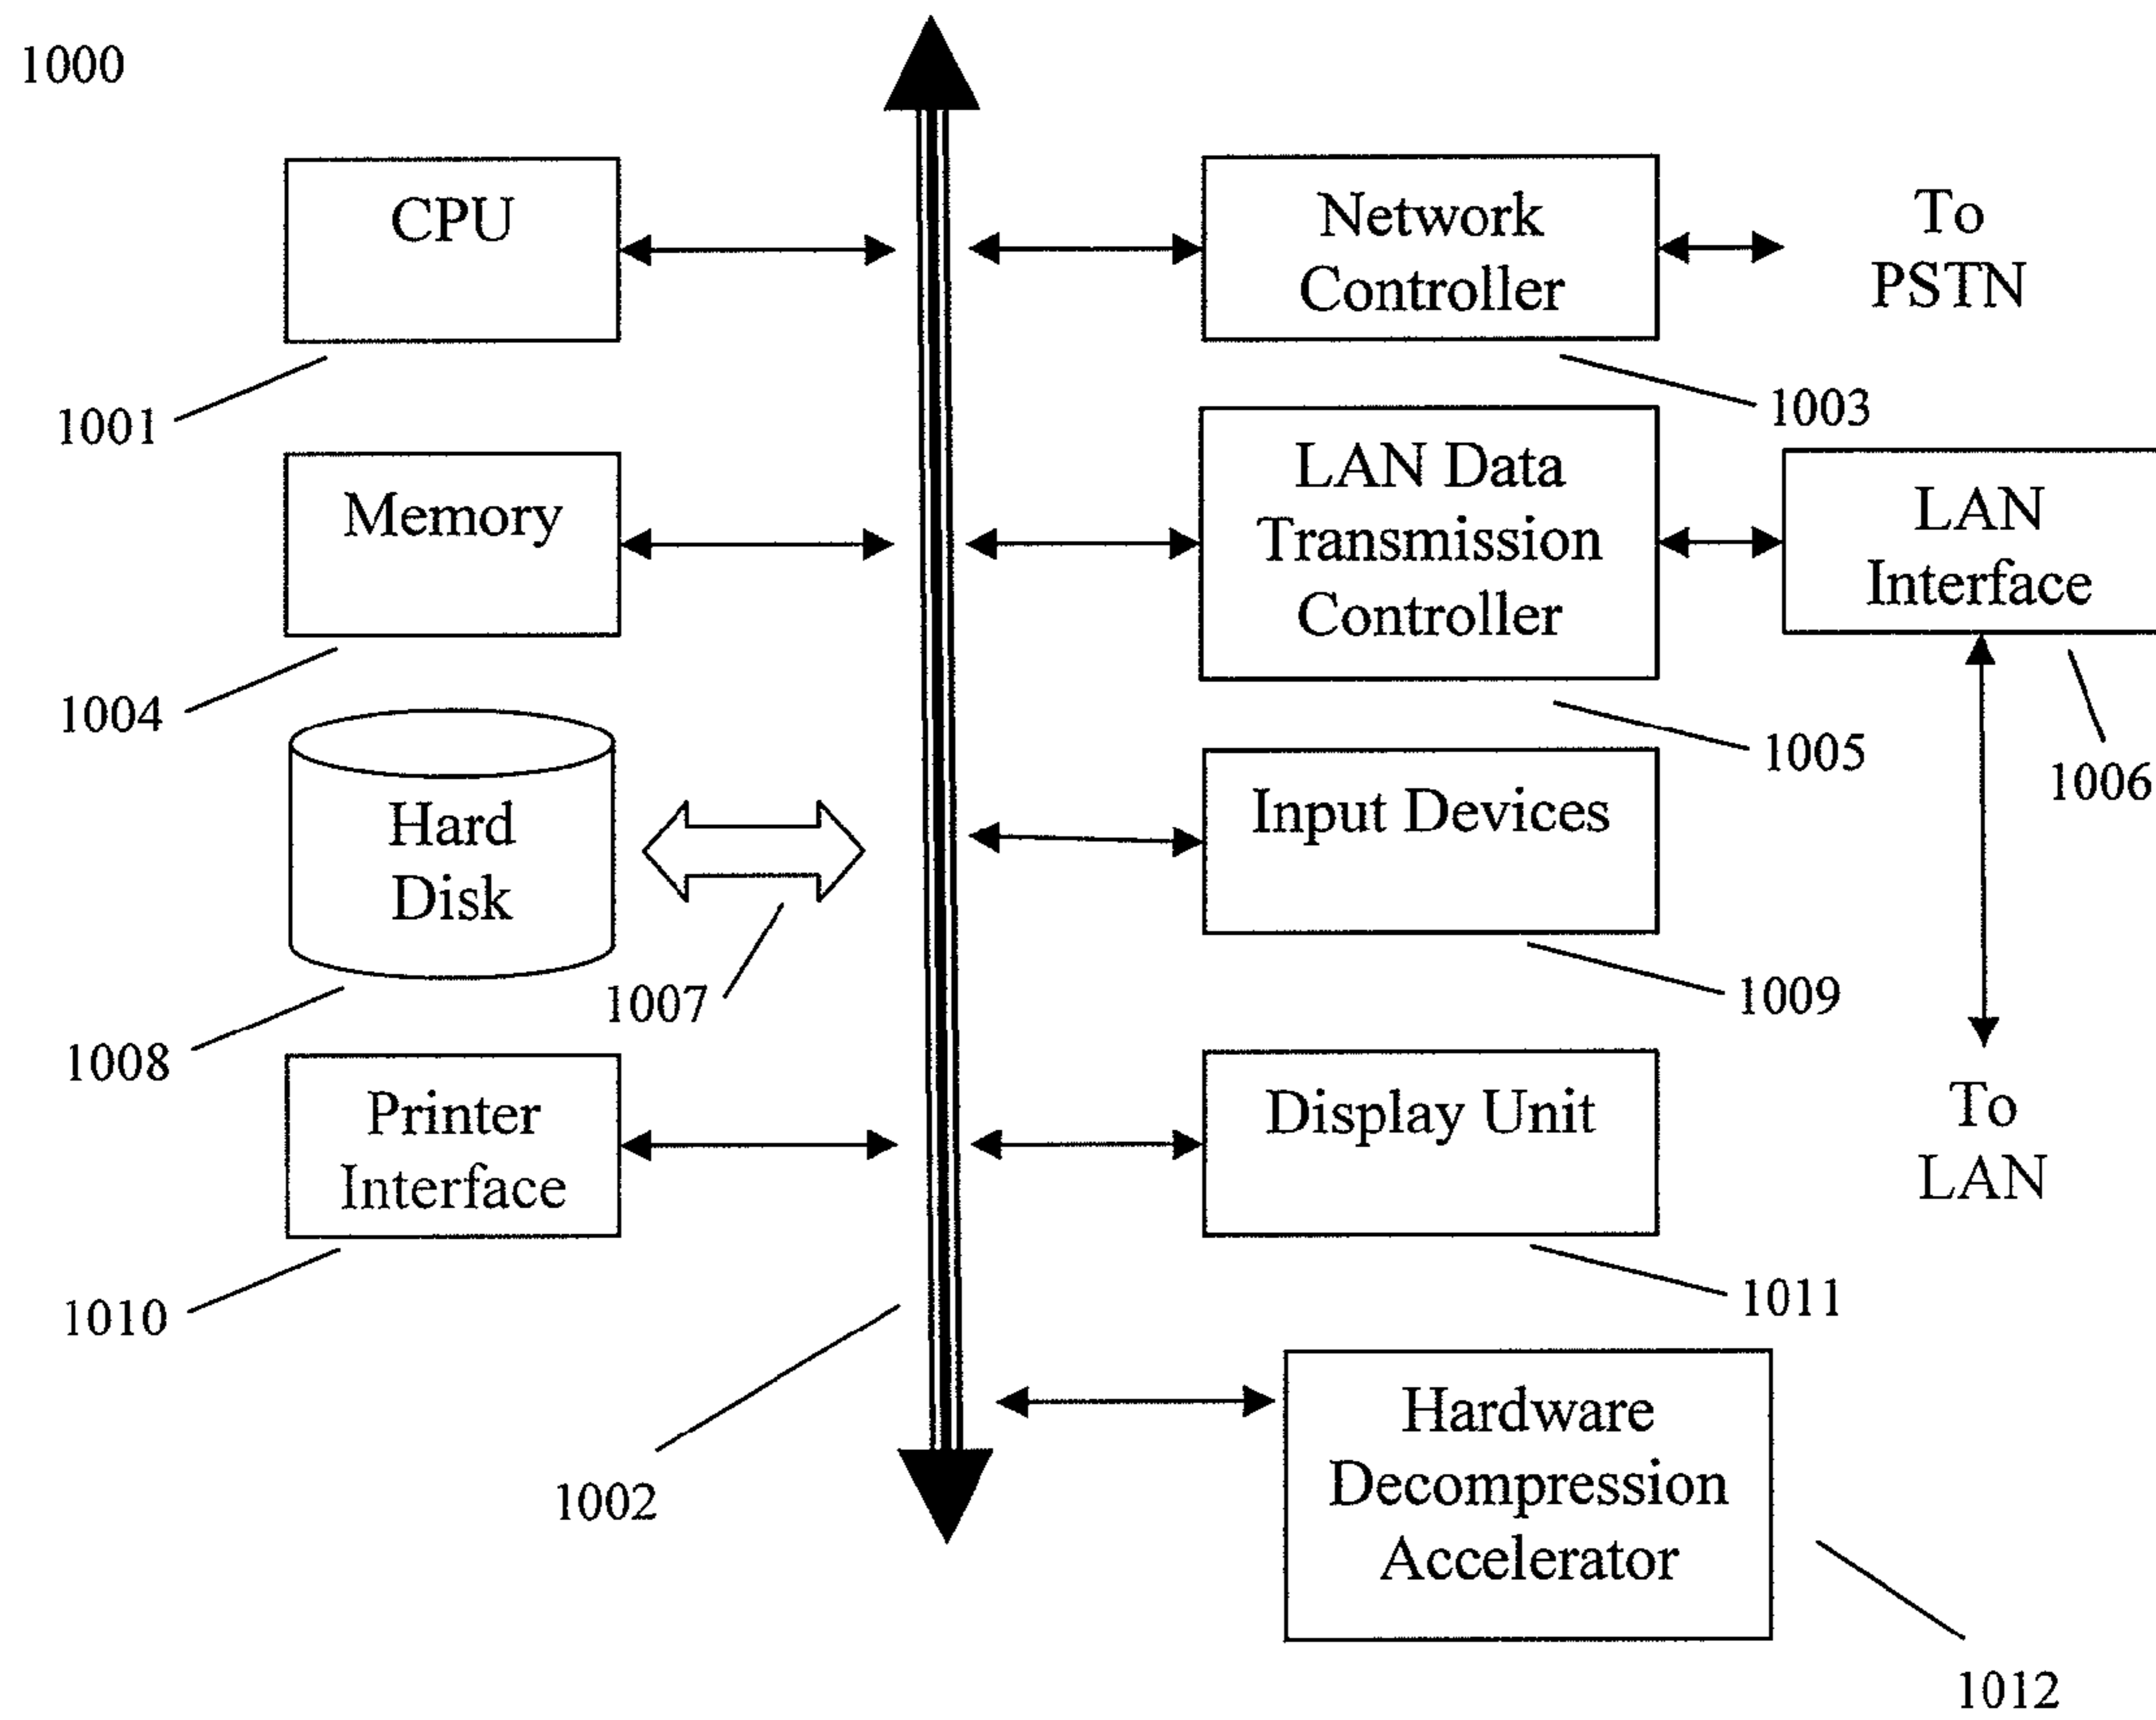 1000
CPU
1001
Network
Controller
1003
To
PSTN
Memory
1004
LAN Data
Transmission
Controller
1005
LAN
Interface
1006
Hard
Disk
1008
1007
Input Devices
1009
Printer
Interface
1010
Display Unit
1011
To
LAN
1002
Hardware
Decompression
Accelerator
1012